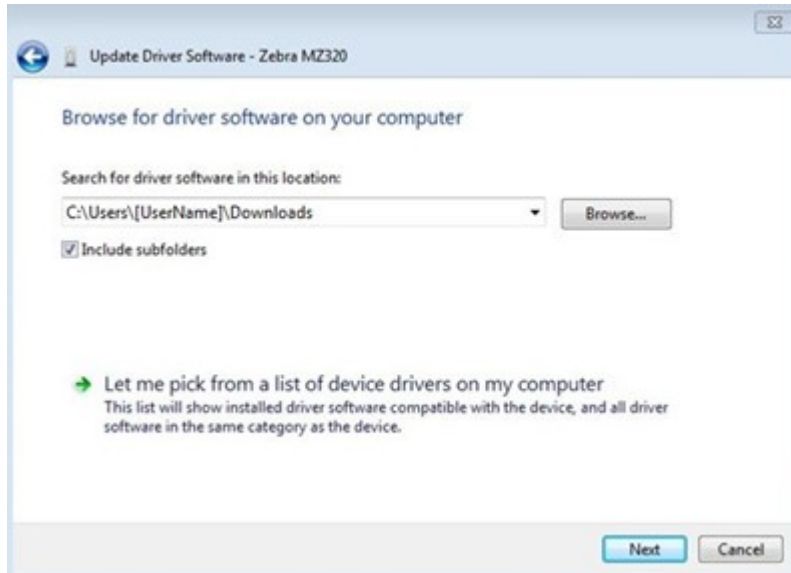 Update Driver Software - Zebra MZ320
Browse for driver software on your computer
Search for driver software in this location:
C:\Users\[UserName]\Downloads
Browse...
Include subfolders
Let me pick from a list of device drivers on my computer
This list will show installed driver software compatible with the device, and all driver
software in the same category as the device.
Next
Cancel